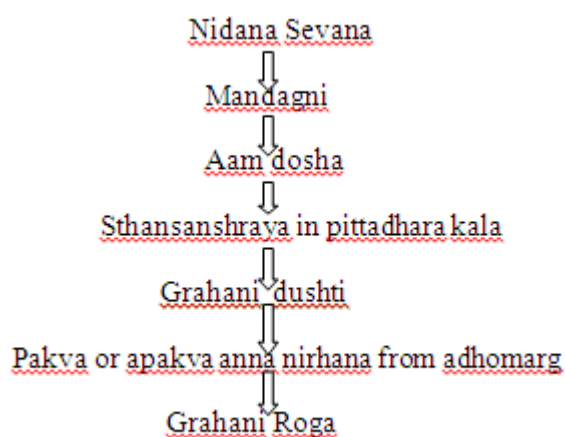 Nidana Sevana
Mandagni
Aam dosha
Sthansanshraya in pittadhara kala
Grahani dushti
Pakva or apakva anna nirhana from adhomarg
Grahani Roga